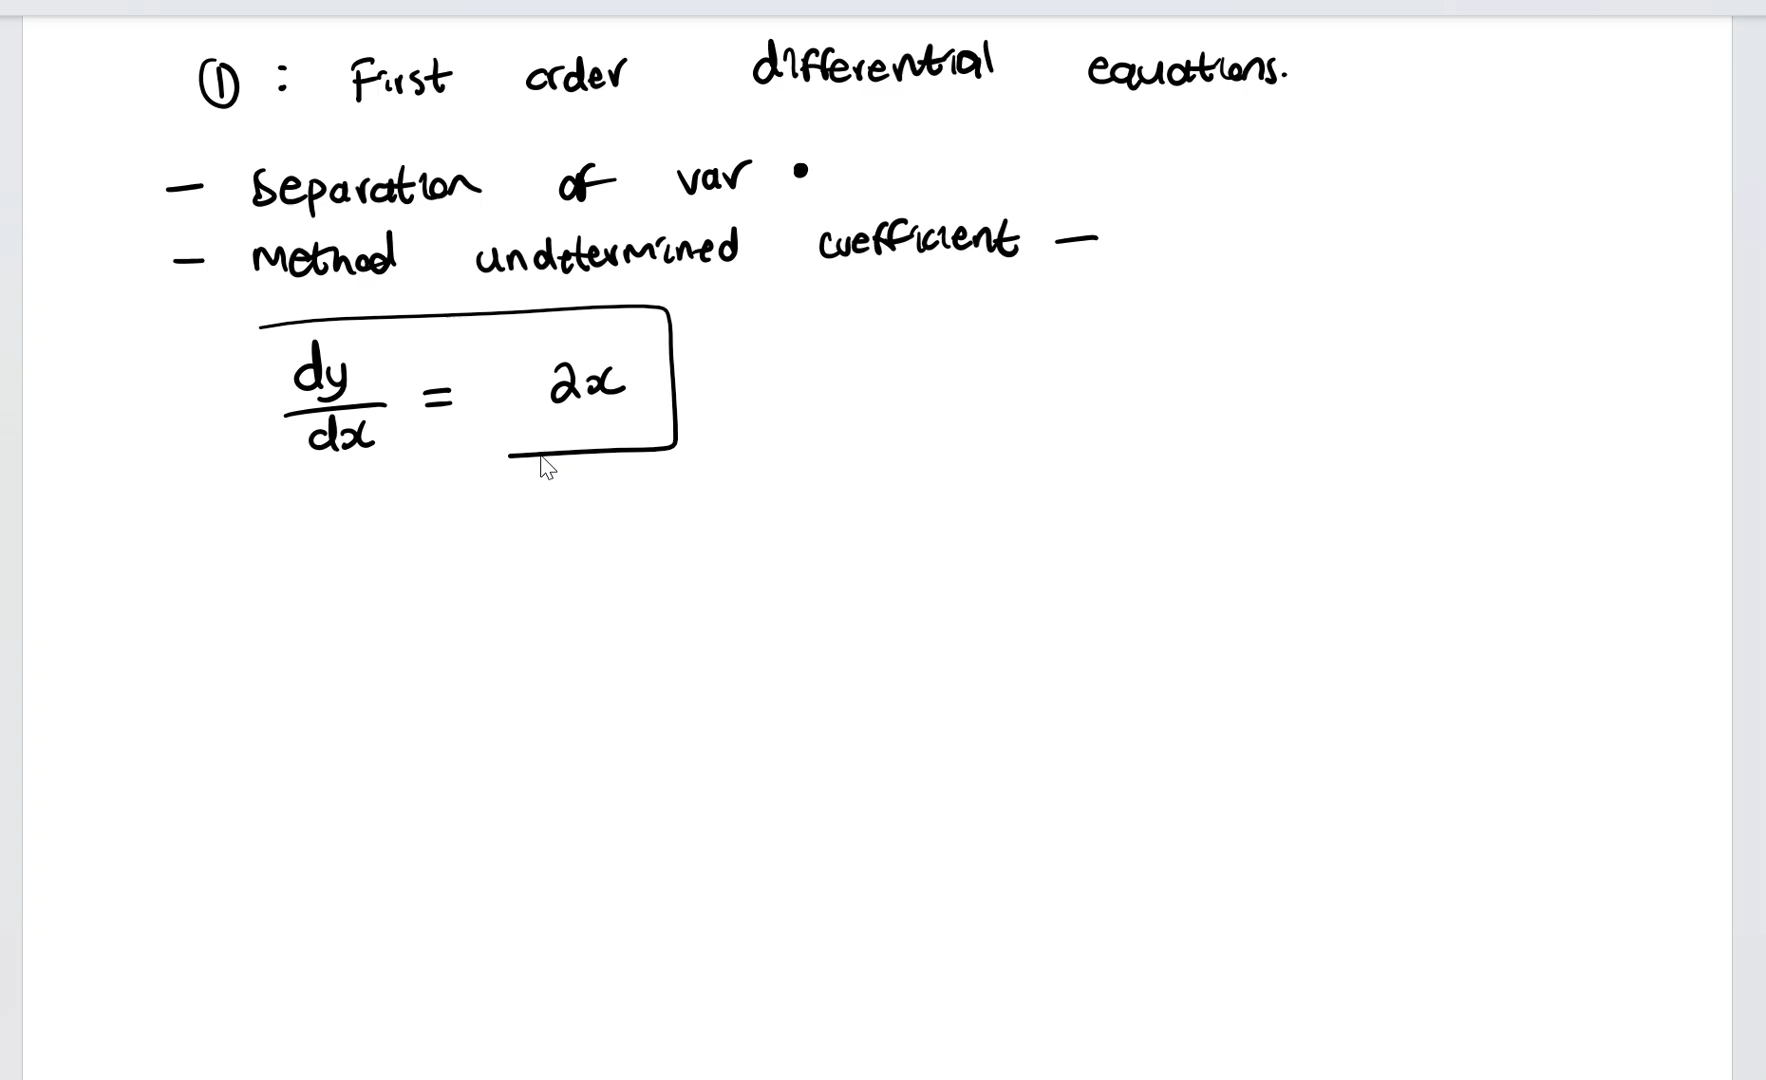 ① : First order differential equations.
- Separation of var •
- Method undetermined coefficient -
dy/dx = 2x